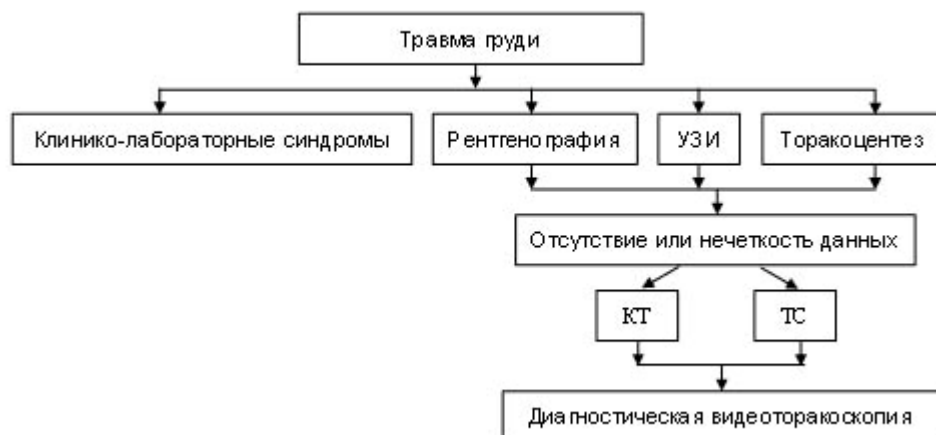 Травма груди
Клинико-лабораторные синдромы
Рентгенография
УЗИ
Торакоцентез
Отсутствие или нечеткость данных
КТ
ТС
Диагностическая видеоторакоскопия